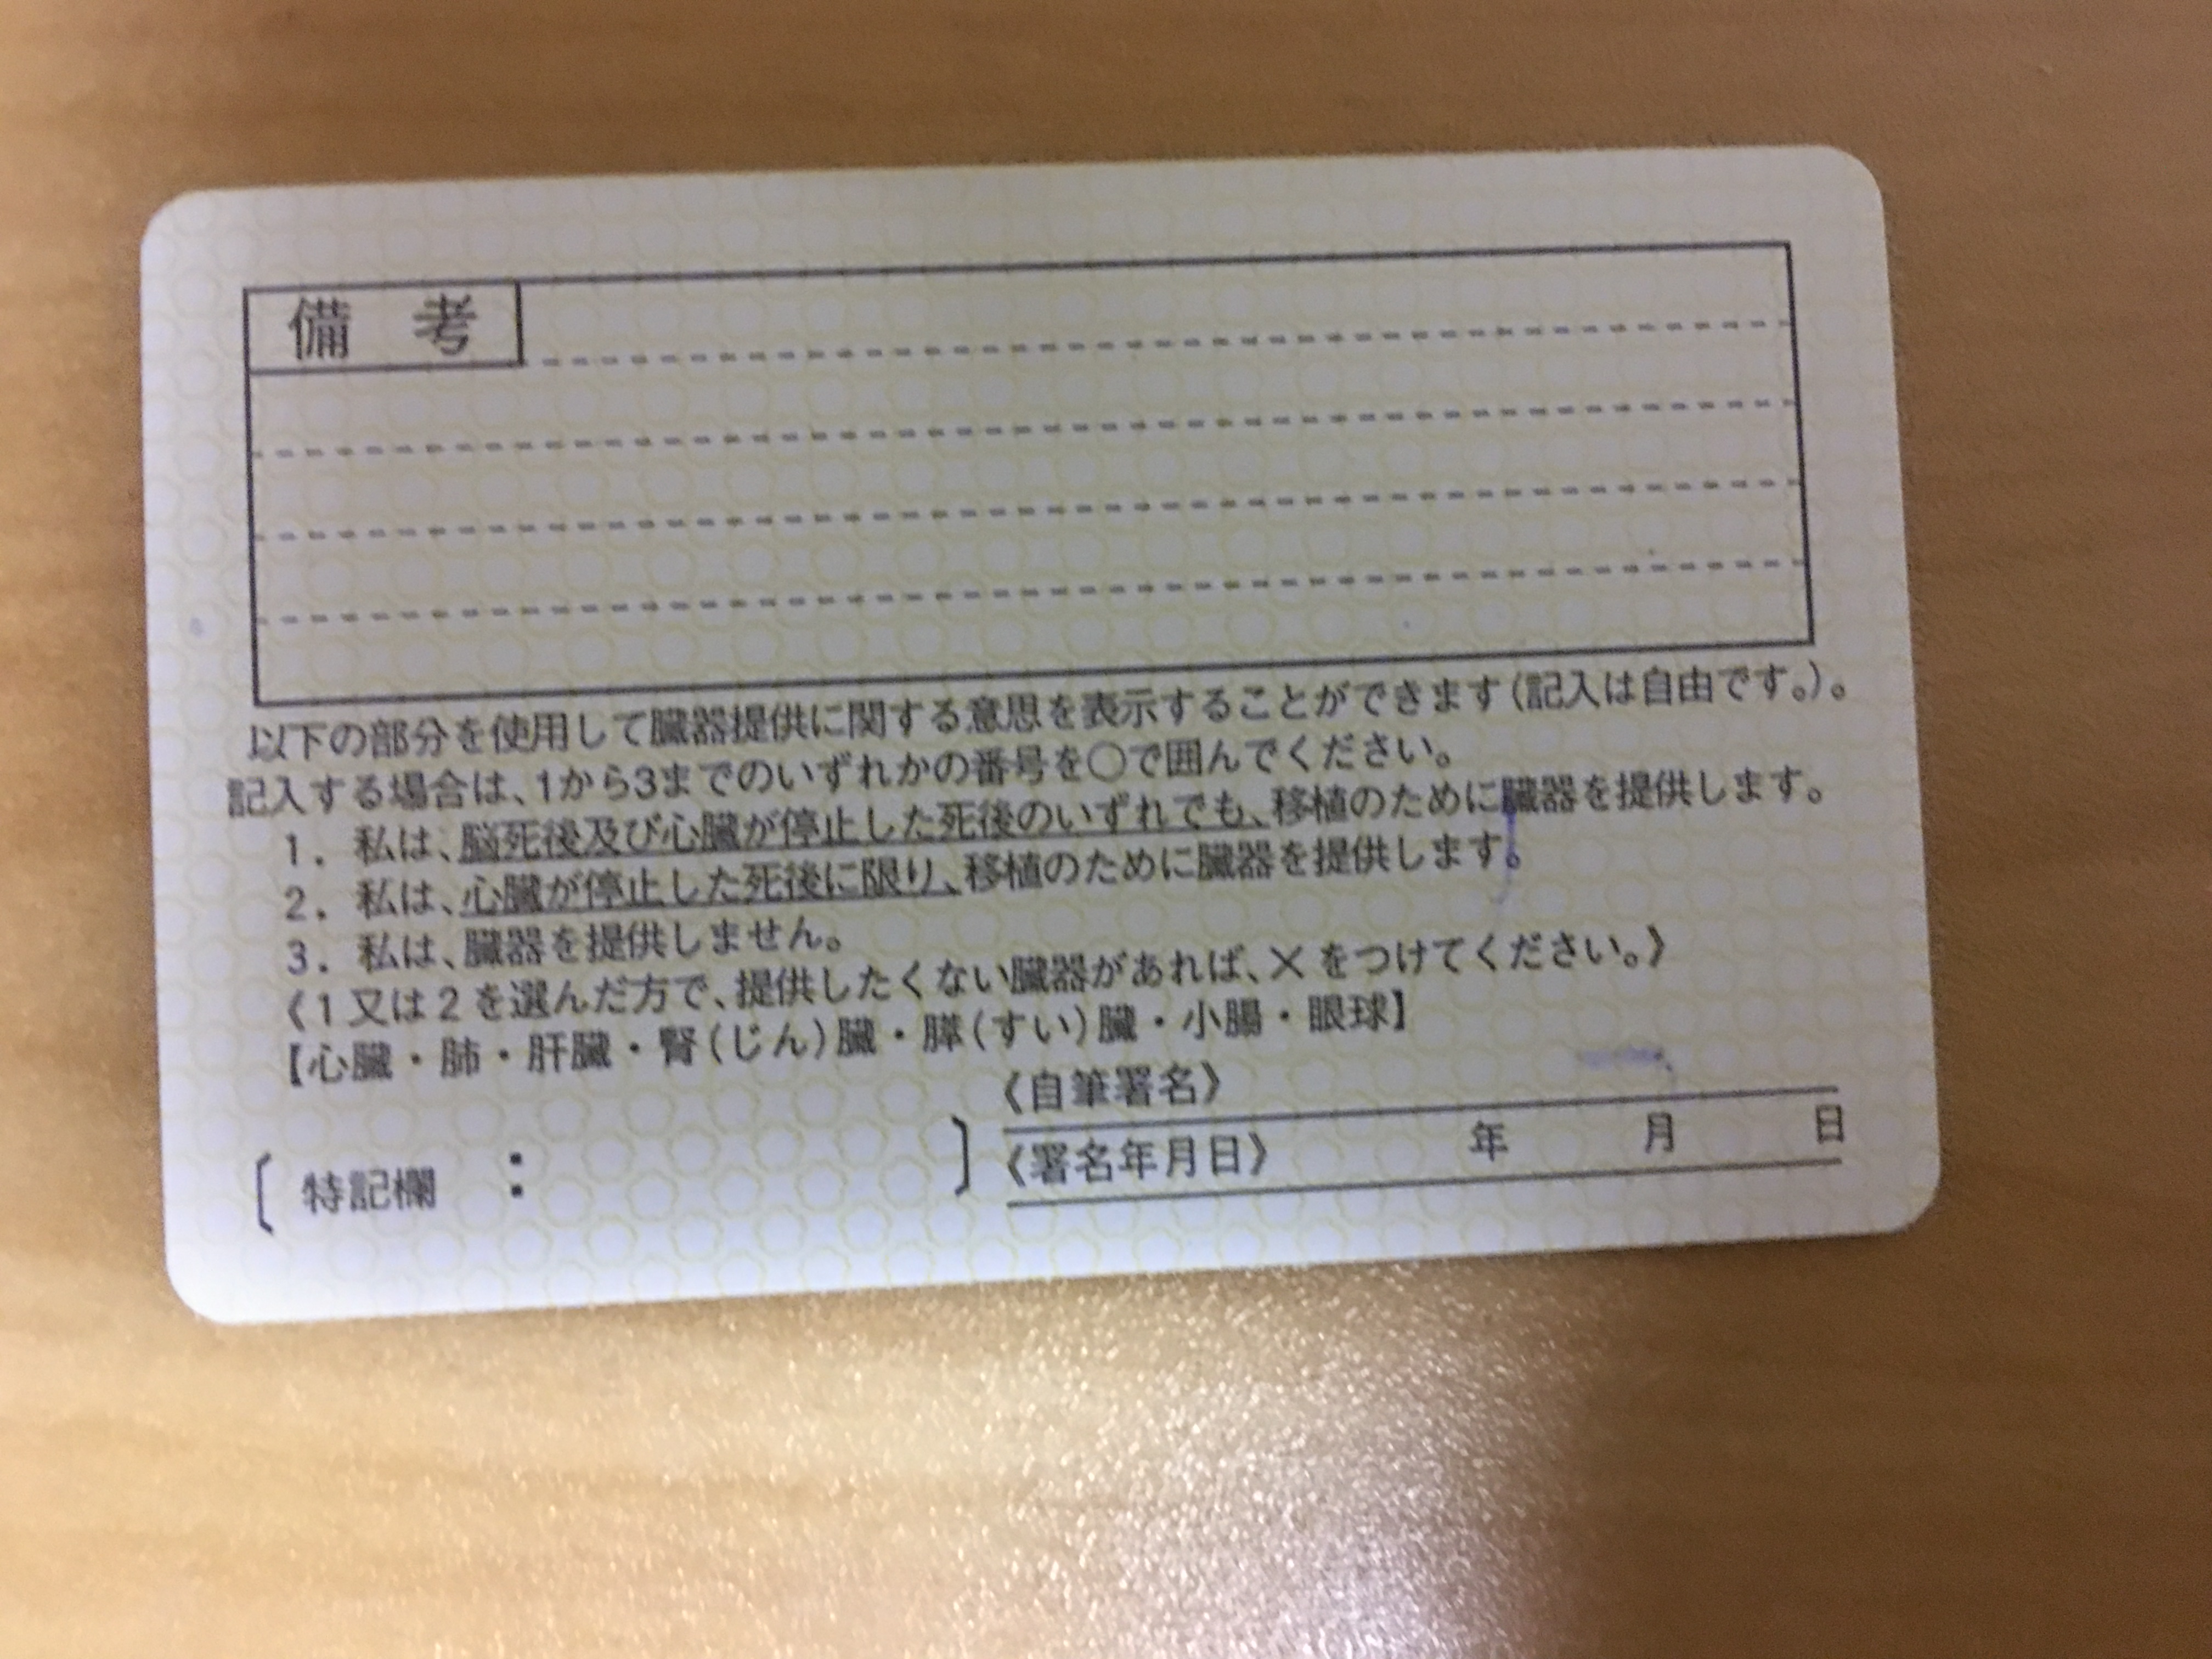 備考
以下の部分を使用して臓器提供に関する意思を表示することができます(記入は自由です。)。
記入する場合は、1から3までのいずれかの番号を○で囲んでください。
1. 私は、脳死後及び心臓が停止した死後のいずれでも、移植のために臓器を提供します。
2. 私は、心臓が停止した死後に限り、移植のために臓器を提供します。
3. 私は、臓器を提供しません。
《1又は2を選んだ方で、提供したくない臓器があれば、×をつけてください。》
【心臓・肺・肝臓・腎(じん)臓・膵(すい)臓・小腸・眼球】
〔特記欄：〕
《自筆署名》
《署名年月日》 年 月 日